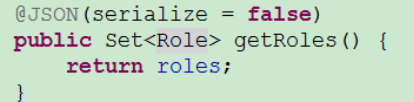 @JSON(serialize = false)
public Set<Role> getRoles() {
    return roles;
}